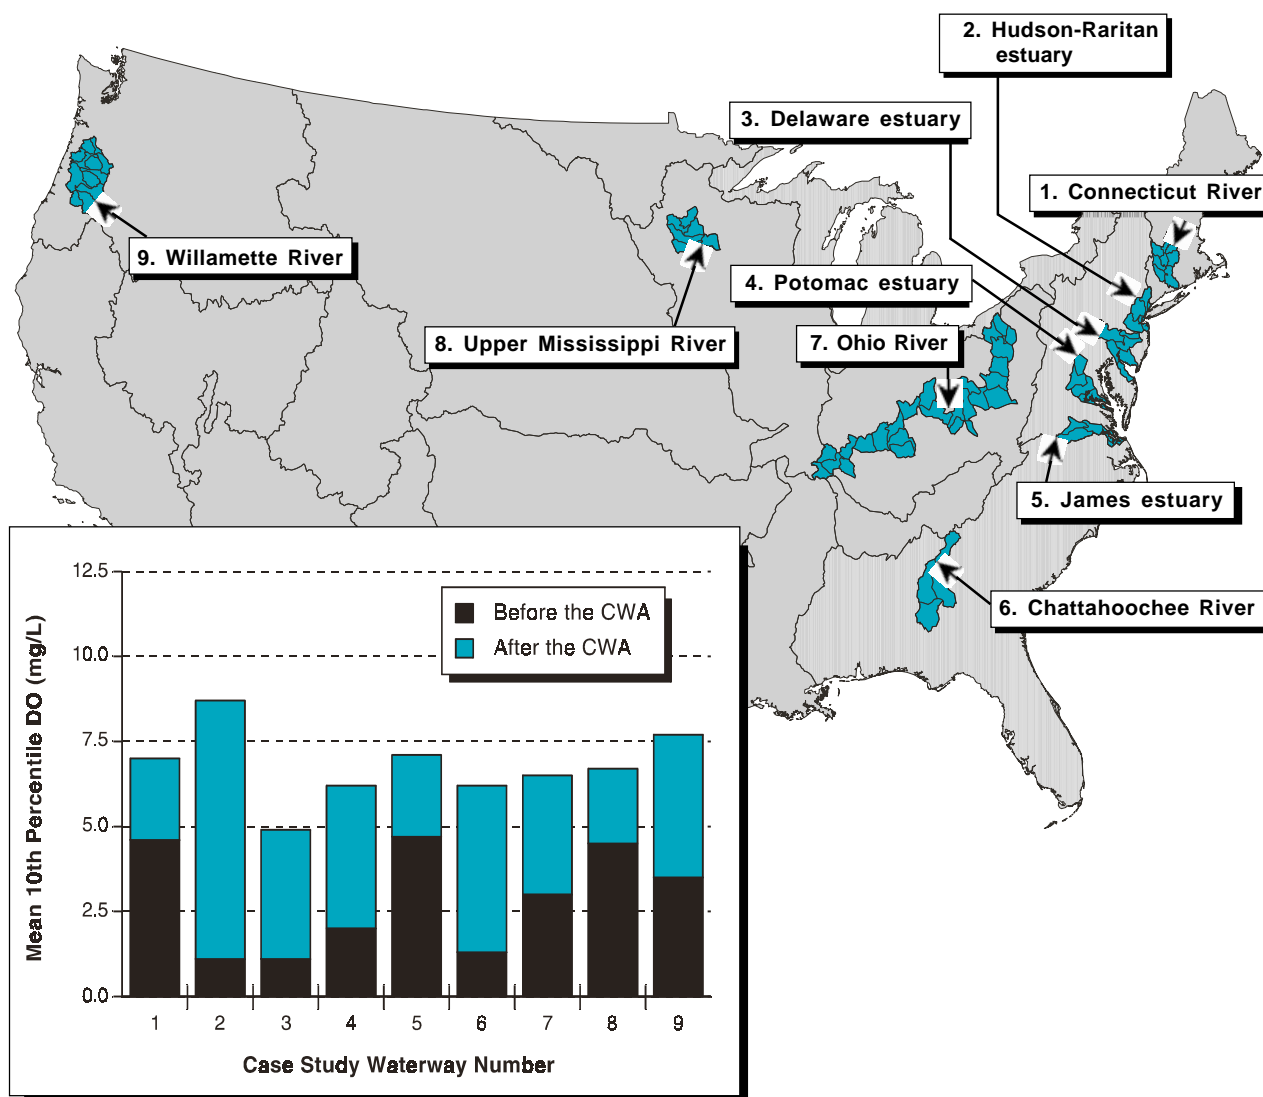 2. Hudson-Raritan
estuary
3. Delaware estuary
1. Connecticut River
9. Willamette River
4. Potomac estuary
8. Upper Mississippi River
7. Ohio River
5. James estuary
6. Chattahoochee River
12.5
10.0
7.5
5.0
2.5
0.0
Mean 10th Percentile DO (mg/L)
Before the CWA
After the CWA
1 2 3 4 5 6 7 8 9
Case Study Waterway Number